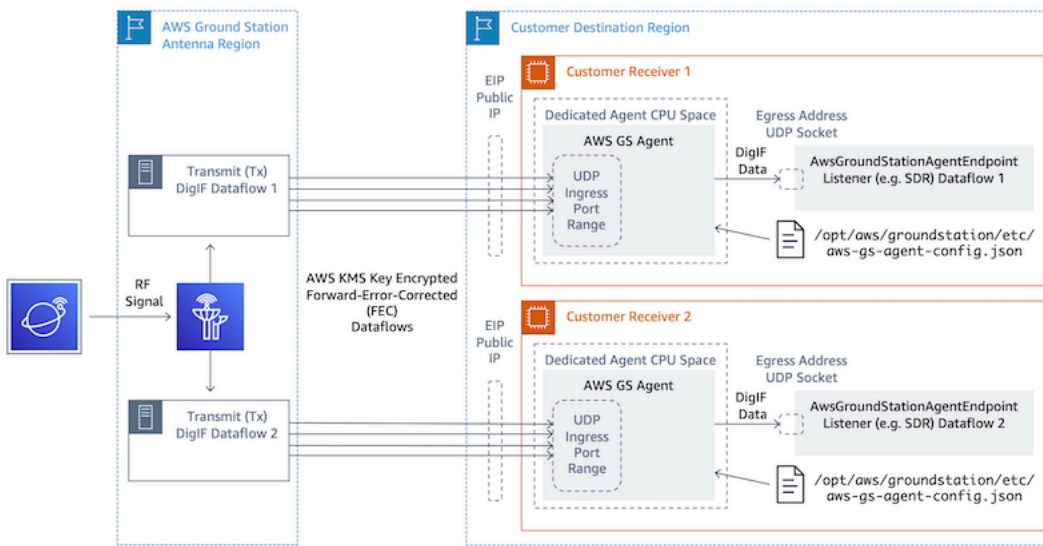 AWS Ground Station
Antenna Region
Customer Destination Region
EIP
Public
IP
Customer Receiver 1
Dedicated Agent CPU Space
AWS GS Agent
Egress Address
UDP Socket
Transmit (Tx)
DigIF Dataflow 1
UDP
Ingress
Port
Range
DigIF
Data
AwsGroundStationAgentEndpoint
Listener (e.g. SDR) Dataflow 1
/opt/aws/groundstation/etc/
aws-gs-agent-config.json
RF
Signal
AWS KMS Key Encrypted
Forward-Error-Corrected
(FEC)
Dataflows
EIP
Public
IP
Customer Receiver 2
Dedicated Agent CPU Space
AWS GS Agent
Egress Address
UDP Socket
Transmit (Tx)
DigIF Dataflow 2
UDP
Ingress
Port
Range
DigIF
Data
AwsGroundStationAgentEndpoint
Listener (e.g. SDR) Dataflow 2
/opt/aws/groundstation/etc/
aws-gs-agent-config.json